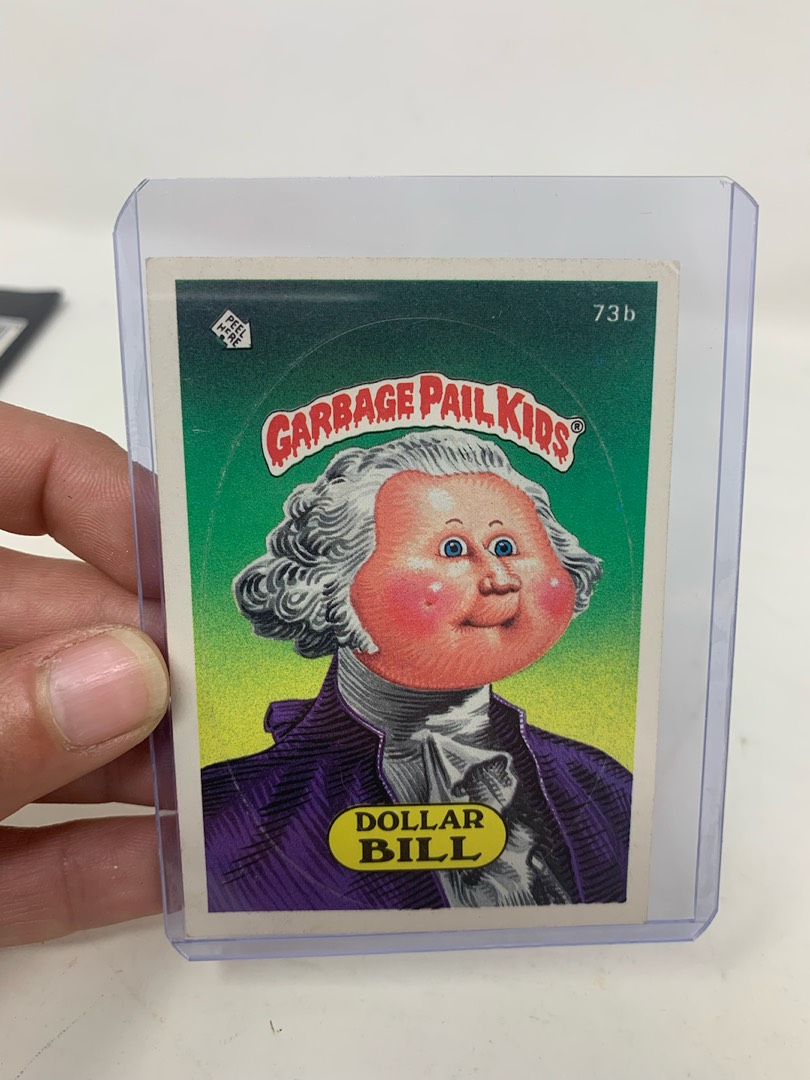 PEEL
HERE
73b
GARBAGE PAIL KIDS®
DOLLAR
BILL